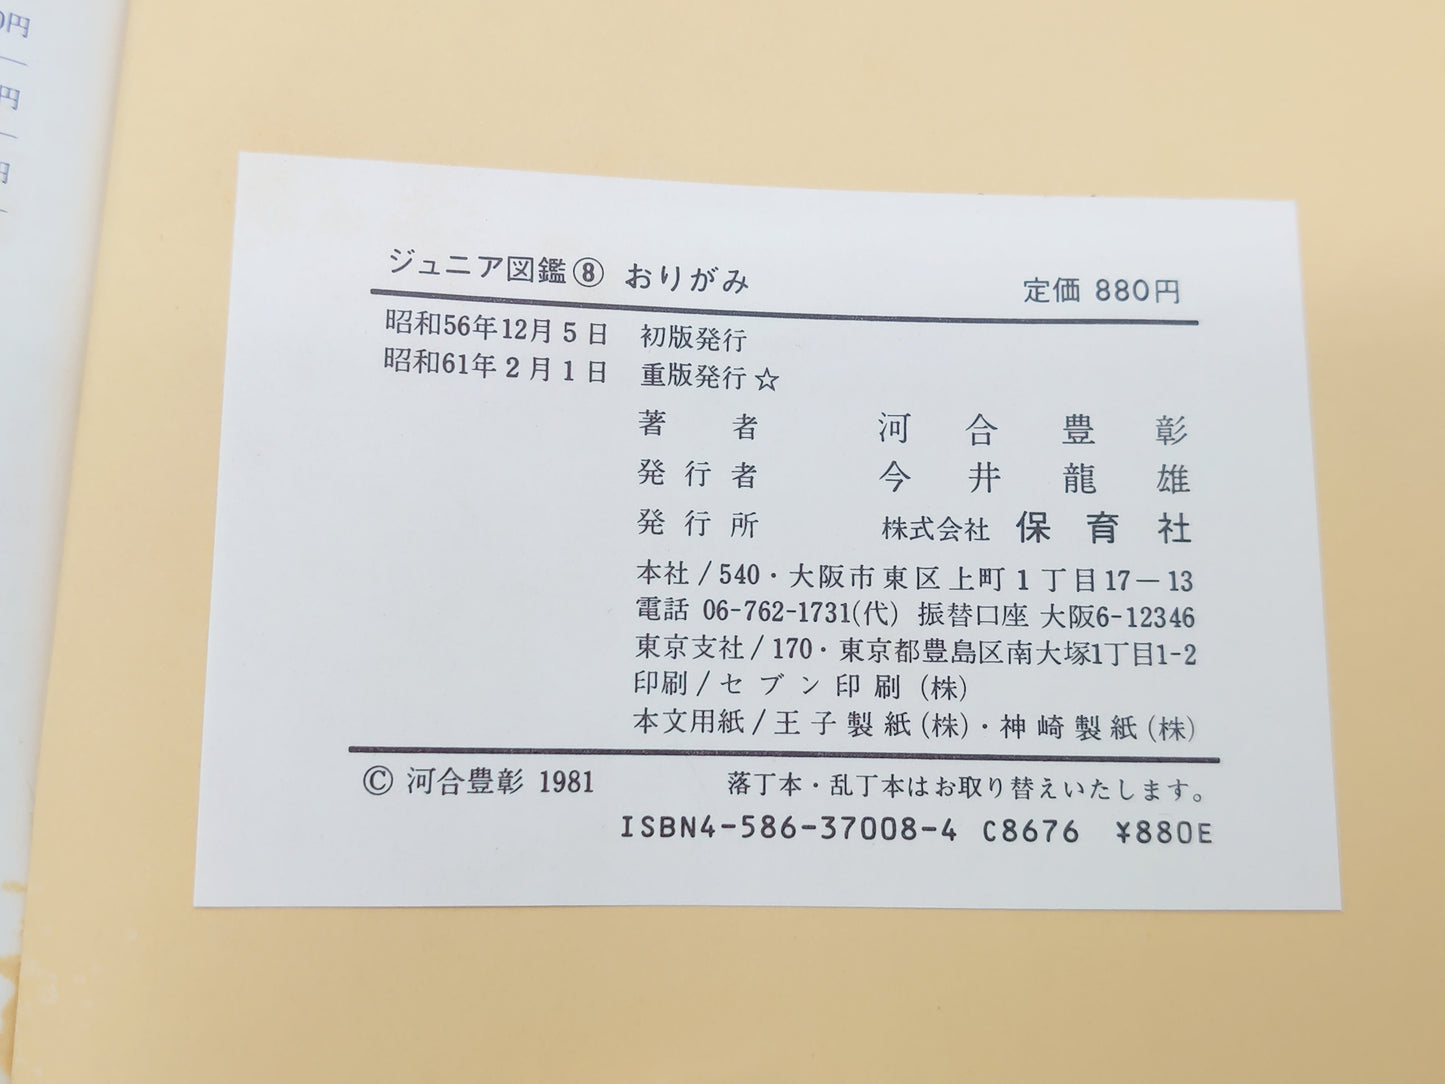 0円
円
円
ジュニア図鑑⑧ おりがみ 定価 880円
昭和56年12月5日 初版発行
昭和61年2月1日 重版発行☆
著者 河合豊彰
発行者 今井龍雄
発行所 株式会社 保育社
本社/540・大阪市東区上町1丁目17－13
電話 06-762-1731(代) 振替口座 大阪6-12346
東京支社/170・東京都豊島区南大塚1丁目1-2
印刷/セブン印刷(株)
本文用紙/王子製紙(株)・神崎製紙(株)
© 河合豊彰 1981 落丁本・乱丁本はお取り替えいたします。
ISBN4-586-37008-4 C8676 ¥880E